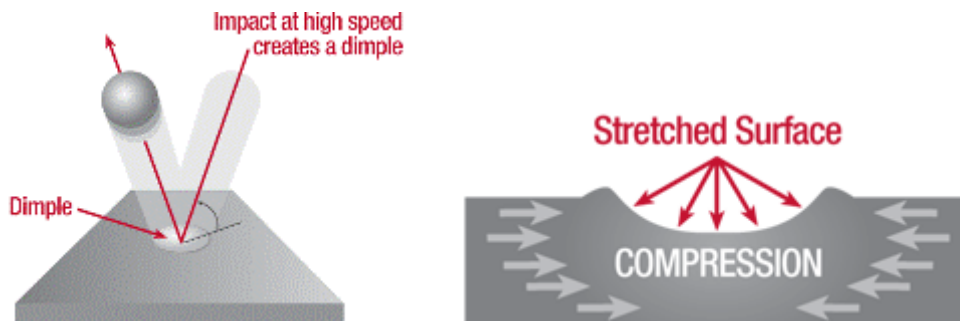 Impact at high speed
creates a dimple
Dimple
Stretched Surface
COMPRESSION